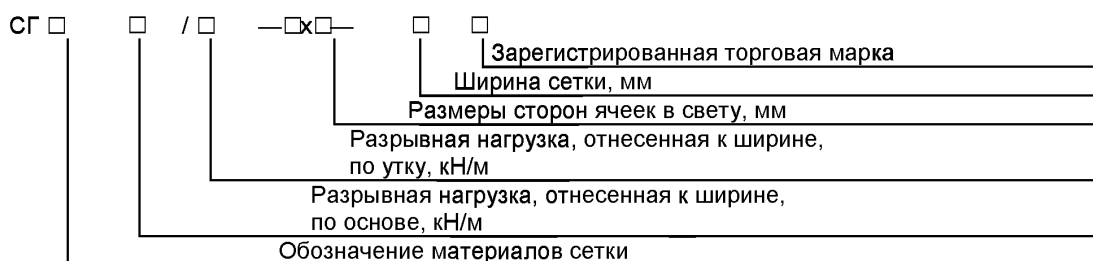 СГ □ □ / □ —□х□— □ □
Зарегистрированная торговая марка
Ширина сетки, мм
Размеры сторон ячеек в свету, мм
Разрывная нагрузка, отнесенная к ширине,
по утку, кН/м
Разрывная нагрузка, отнесенная к ширине,
по основе, кН/м
Обозначение материалов сетки